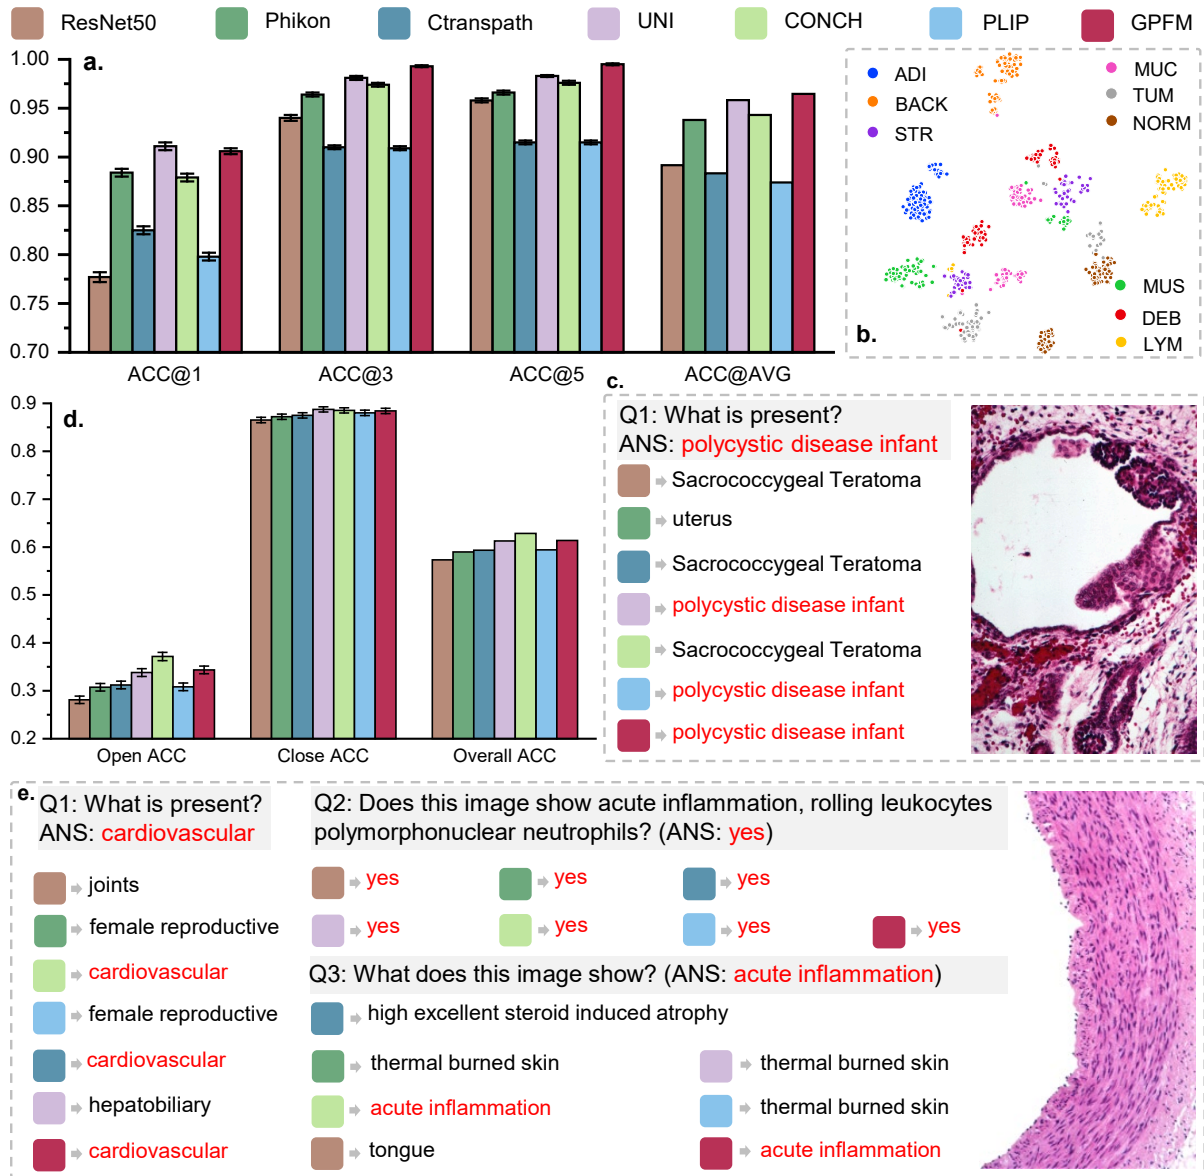 ResNet50 Phikon Ctranspath UNI CONCH PLIP GPFM
a.
1.00
0.95
0.90
0.85
0.80
0.75
0.70
ACC@1 ACC@3 ACC@5 ACC@AVG
ADI
BACK
STR
MUC
TUM
NORM
MUS
DEB
LYM
b.
c.
Q1: What is present?
ANS: polycystic disease infant
Sacrococcygeal Teratoma
uterus
Sacrococcygeal Teratoma
polycystic disease infant
Sacrococcygeal Teratoma
polycystic disease infant
polycystic disease infant
d.
0.9
0.8
0.7
0.6
0.5
0.4
0.3
0.2
Open ACC Close ACC Overall ACC
e.
Q1: What is present?
ANS: cardiovascular
joints
female reproductive
cardiovascular
female reproductive
cardiovascular
hepatobiliary
cardiovascular
Q2: Does this image show acute inflammation, rolling leukocytes
polymorphonuclear neutrophils? (ANS: yes)
yes yes yes
yes yes yes yes
Q3: What does this image show? (ANS: acute inflammation)
high excellent steroid induced atrophy
thermal burned skin thermal burned skin
acute inflammation thermal burned skin
tongue acute inflammation